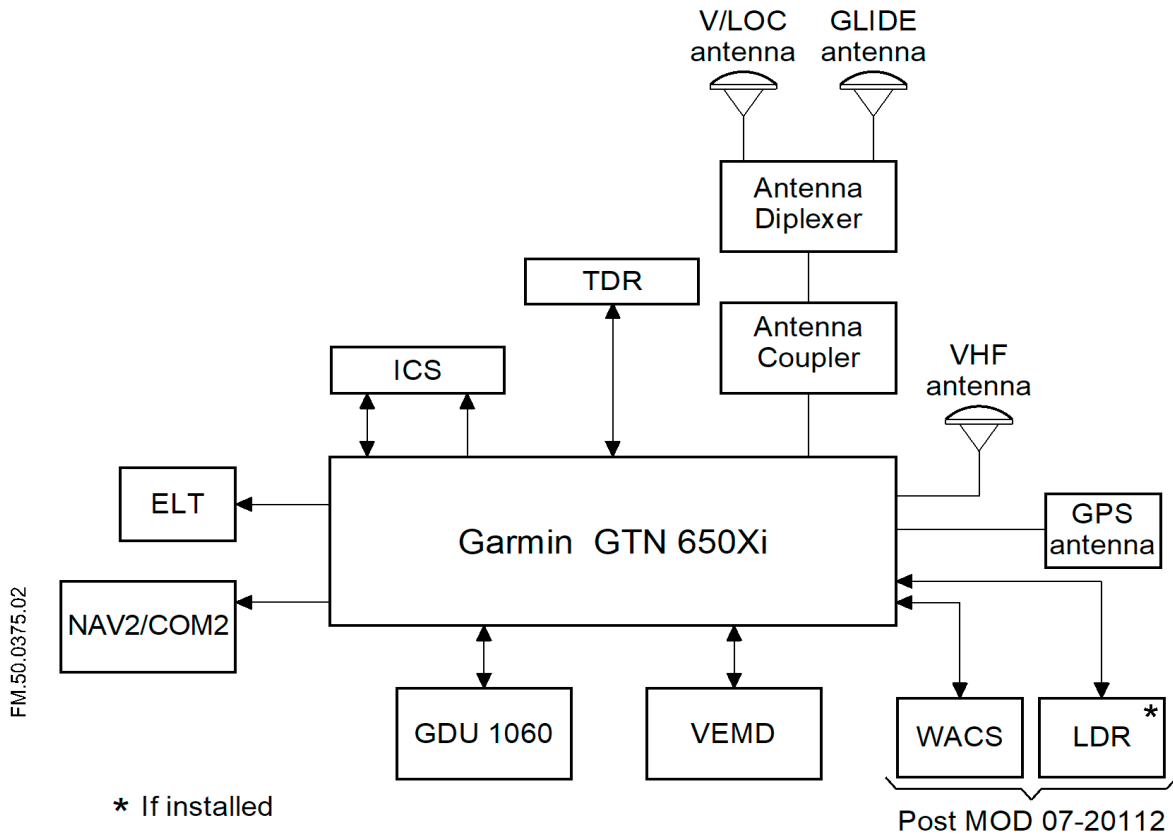 V/LOC
antenna
GLIDE
antenna
Antenna
Diplexer
TDR
Antenna
Coupler
ICS
VHF
antenna
ELT
Garmin GTN 650Xi
GPS
antenna
NAV2/COM2
FM.50.0375.02
GDU 1060
VEMD
WACS
LDR *
* If installed
Post MOD 07-20112